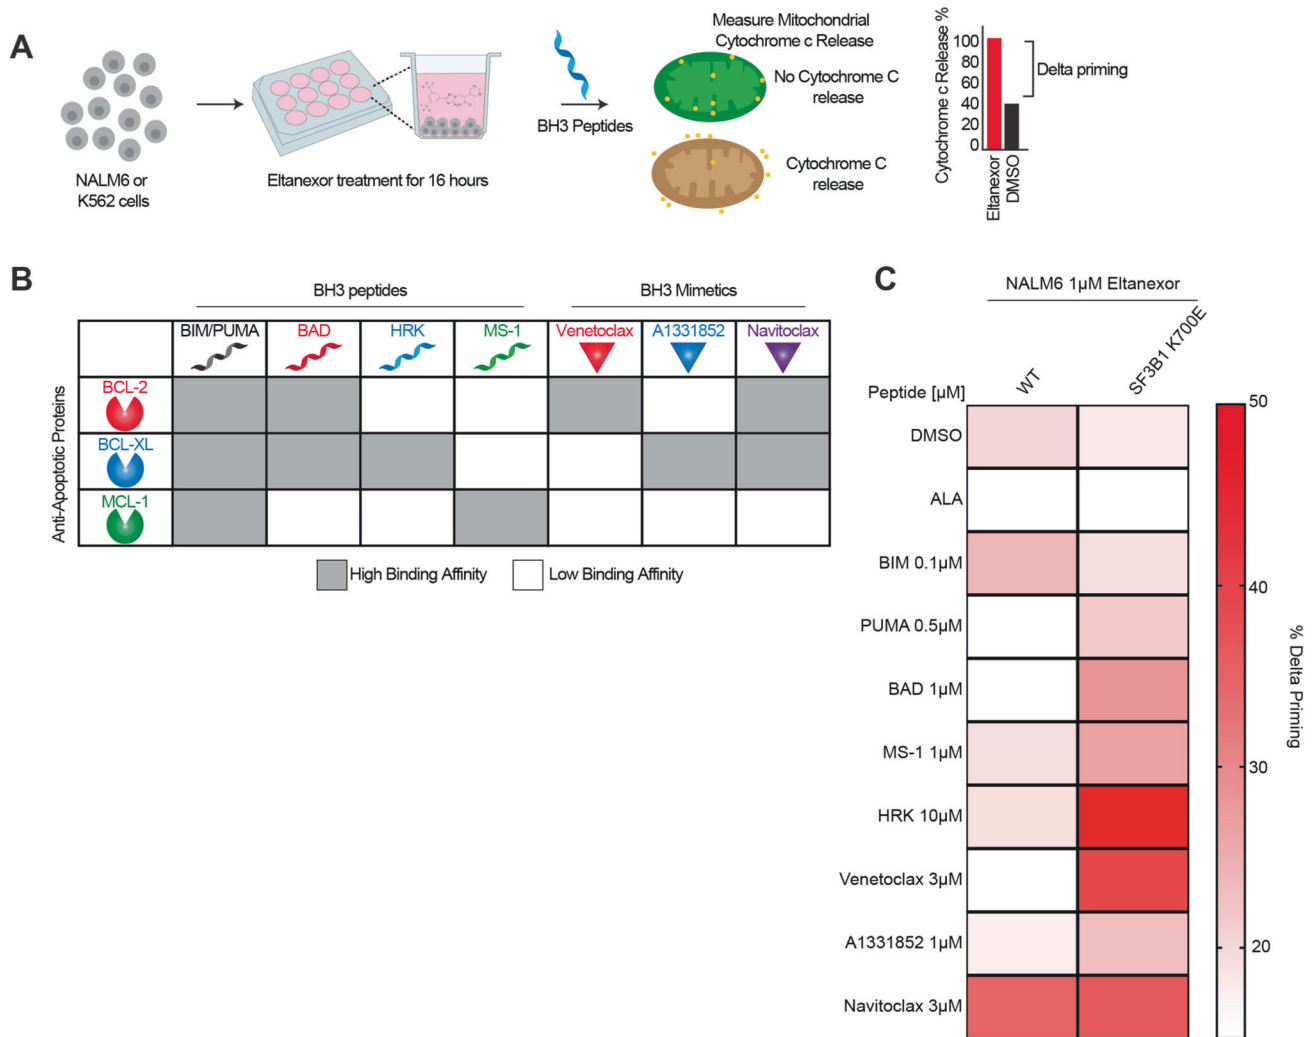 A
NALM6 or
K562 cells
Eltanexor treatment for 16 hours
BH3 Peptides
Measure Mitochondrial
Cytochrome c Release
No Cytochrome C
release
Cytochrome C
release
Cytochrome c Release %
100
80
60
40
20
0
Eltanexor
DMSO
Delta priming
B
BH3 peptides
BH3 Mimetics
BIM/PUMA
BAD
HRK
MS-1
Venetoclax
A1331852
Navitoclax
Anti-Apoptotic Proteins
BCL-2
BCL-XL
MCL-1
High Binding Affinity
Low Binding Affinity
C
NALM6 1µM Eltanexor
Peptide [µM]
WT
SF3B1 K700E
DMSO
ALA
BIM 0.1µM
PUMA 0.5µM
BAD 1µM
MS-1 1µM
HRK 10µM
Venetoclax 3µM
A1331852 1µM
Navitoclax 3µM
50
40
30
20
% Delta Priming